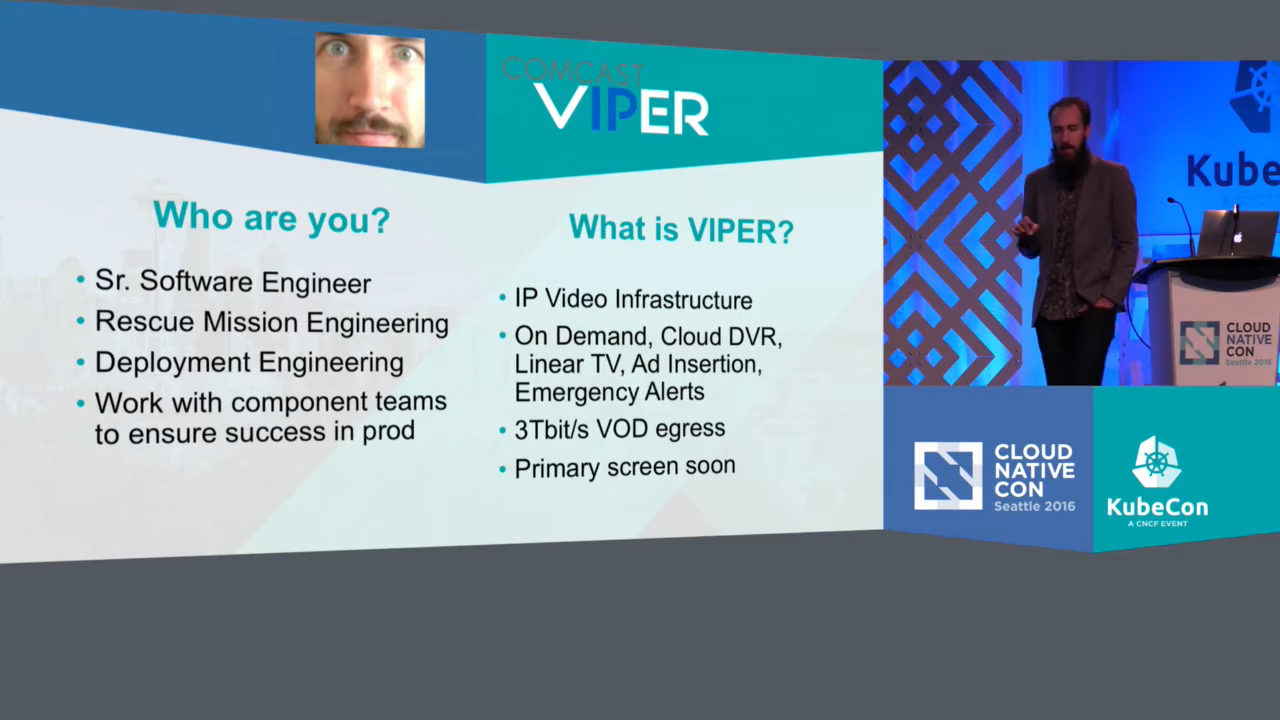 COMCAST
VIPER
Who are you?
• Sr. Software Engineer
• Rescue Mission Engineering
• Deployment Engineering
• Work with component teams
to ensure success in prod
What is VIPER?
• IP Video Infrastructure
• On Demand, Cloud DVR,
Linear TV, Ad Insertion,
Emergency Alerts
• 3Tbit/s VOD egress
• Primary screen soon
Kube
CLOUD
NATIVE
CON
Seattle 2016
CLOUD
NATIVE
CON
Seattle 2016
KubeCon
A CNCF EVENT